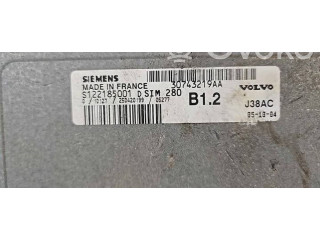 SIEMENS 30743219AA VOLVO
MADE IN FRANCE
S122185001 D SIM 280 B1.2 J38AC
05-10-04